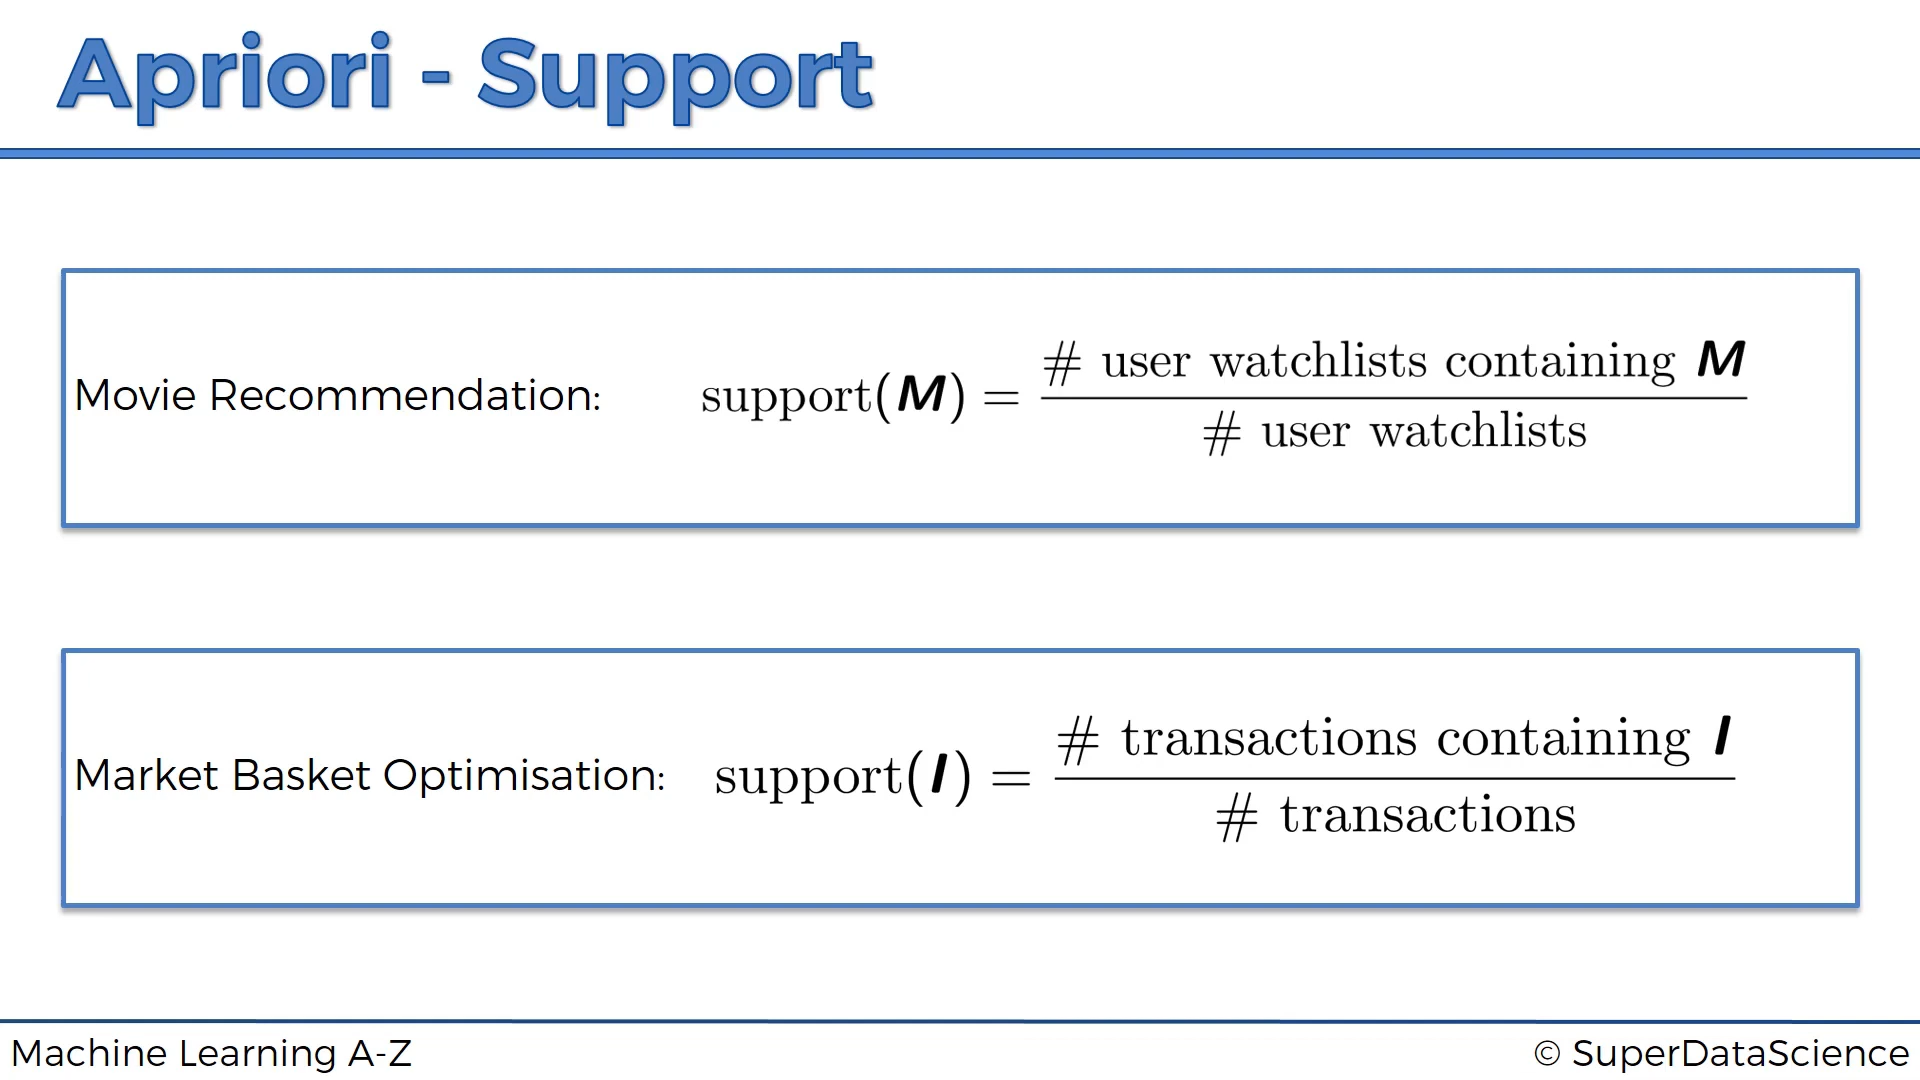 Apriori - Support
Movie Recommendation: support(M) = # user watchlists containing M / # user watchlists
Market Basket Optimisation: support(I) = # transactions containing I / # transactions
Machine Learning A-Z
© SuperDataScience